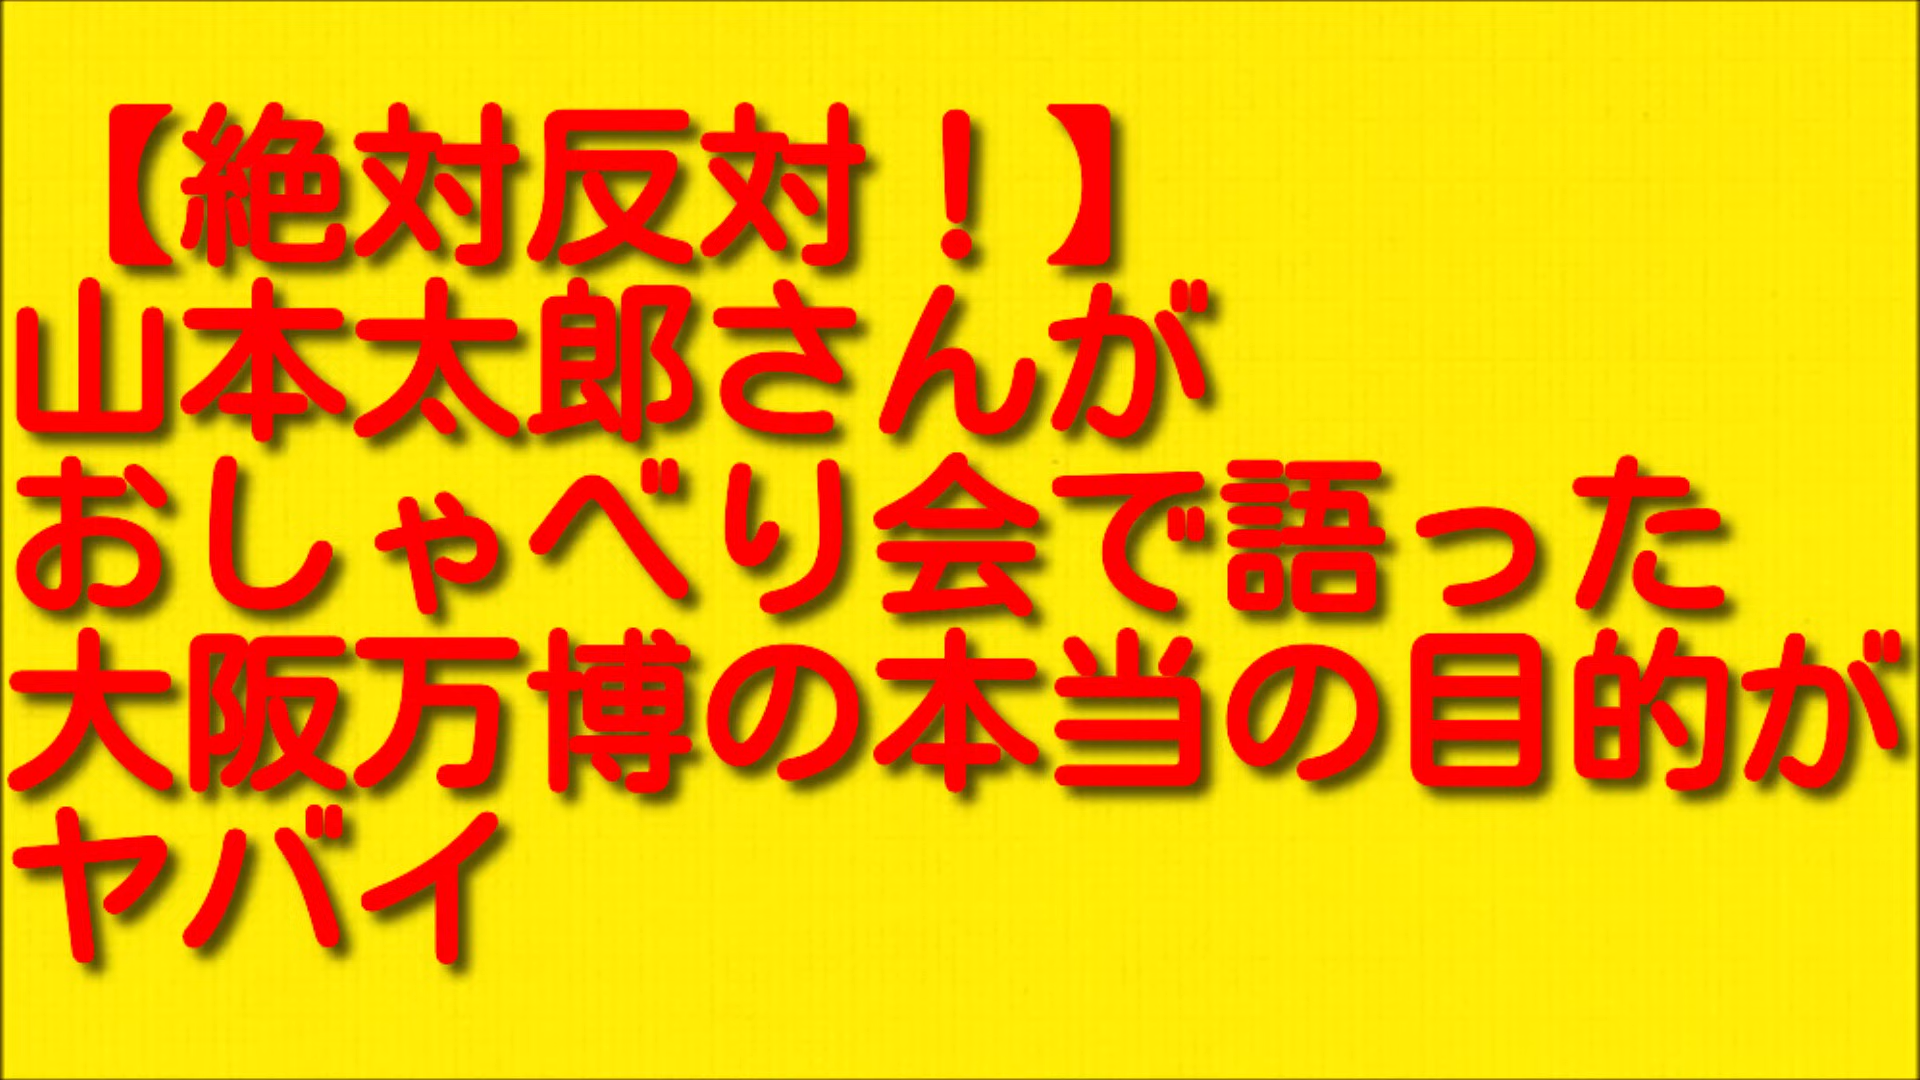 【絶対反対！】
山本太郎さんが
おしゃべり会で語った
大阪万博の本当の目的が
ヤバイ